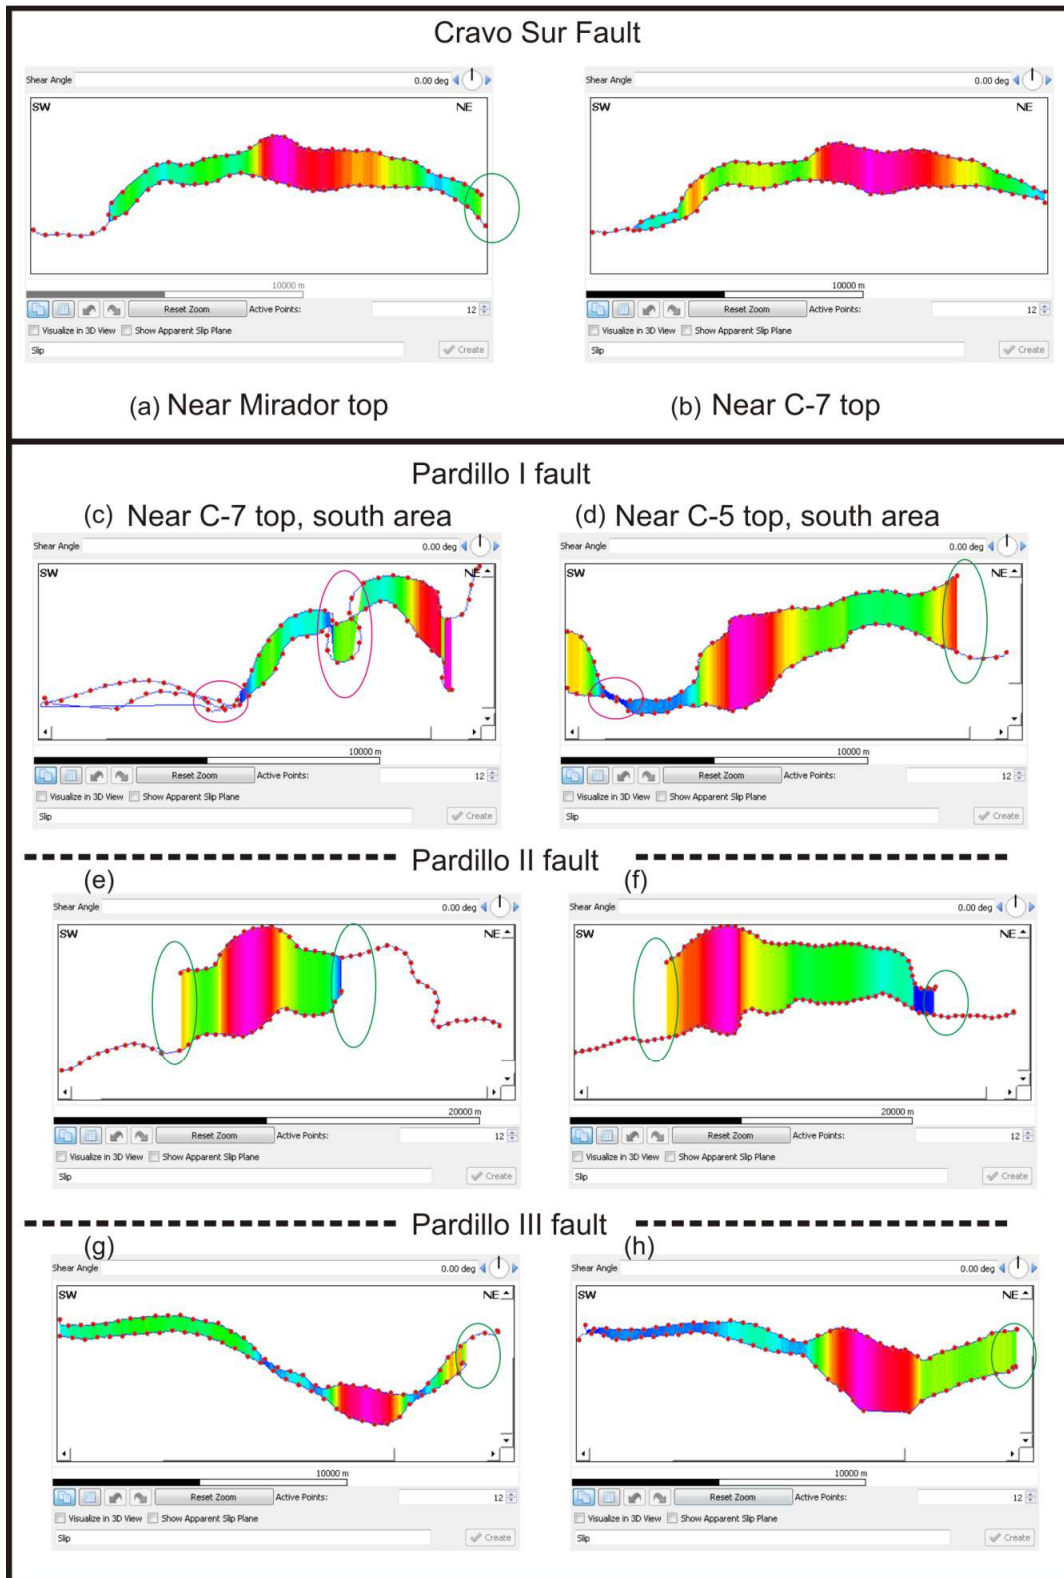 Cravo Sur Fault
Shear Angle 0.00 deg
SW NE
10000 m
Reset Zoom Active Points: 12
Visualize in 3D View Show Apparent Slip Plane
Slip Create
(a) Near Mirador top
Shear Angle 0.00 deg
SW NE
10000 m
Reset Zoom Active Points: 12
Visualize in 3D View Show Apparent Slip Plane
Slip Create
(b) Near C-7 top
Pardillo I fault
(c) Near C-7 top, south area
Shear Angle 0.00 deg
SW NE
10000 m
Reset Zoom Active Points: 12
Visualize in 3D View Show Apparent Slip Plane
Slip Create
(d) Near C-5 top, south area
Shear Angle 0.00 deg
SW NE
10000 m
Reset Zoom Active Points: 12
Visualize in 3D View Show Apparent Slip Plane
Slip Create
Pardillo II fault
(e)
Shear Angle 0.00 deg
SW NE
20000 m
Reset Zoom Active Points: 12
Visualize in 3D View Show Apparent Slip Plane
Slip Create
(f)
Shear Angle 0.00 deg
SW NE
20000 m
Reset Zoom Active Points: 12
Visualize in 3D View Show Apparent Slip Plane
Slip Create
Pardillo III fault
(g)
Shear Angle 0.00 deg
SW NE
10000 m
Reset Zoom Active Points: 12
Visualize in 3D View Show Apparent Slip Plane
Slip Create
(h)
Shear Angle 0.00 deg
SW NE
10000 m
Reset Zoom Active Points: 12
Visualize in 3D View Show Apparent Slip Plane
Slip Create